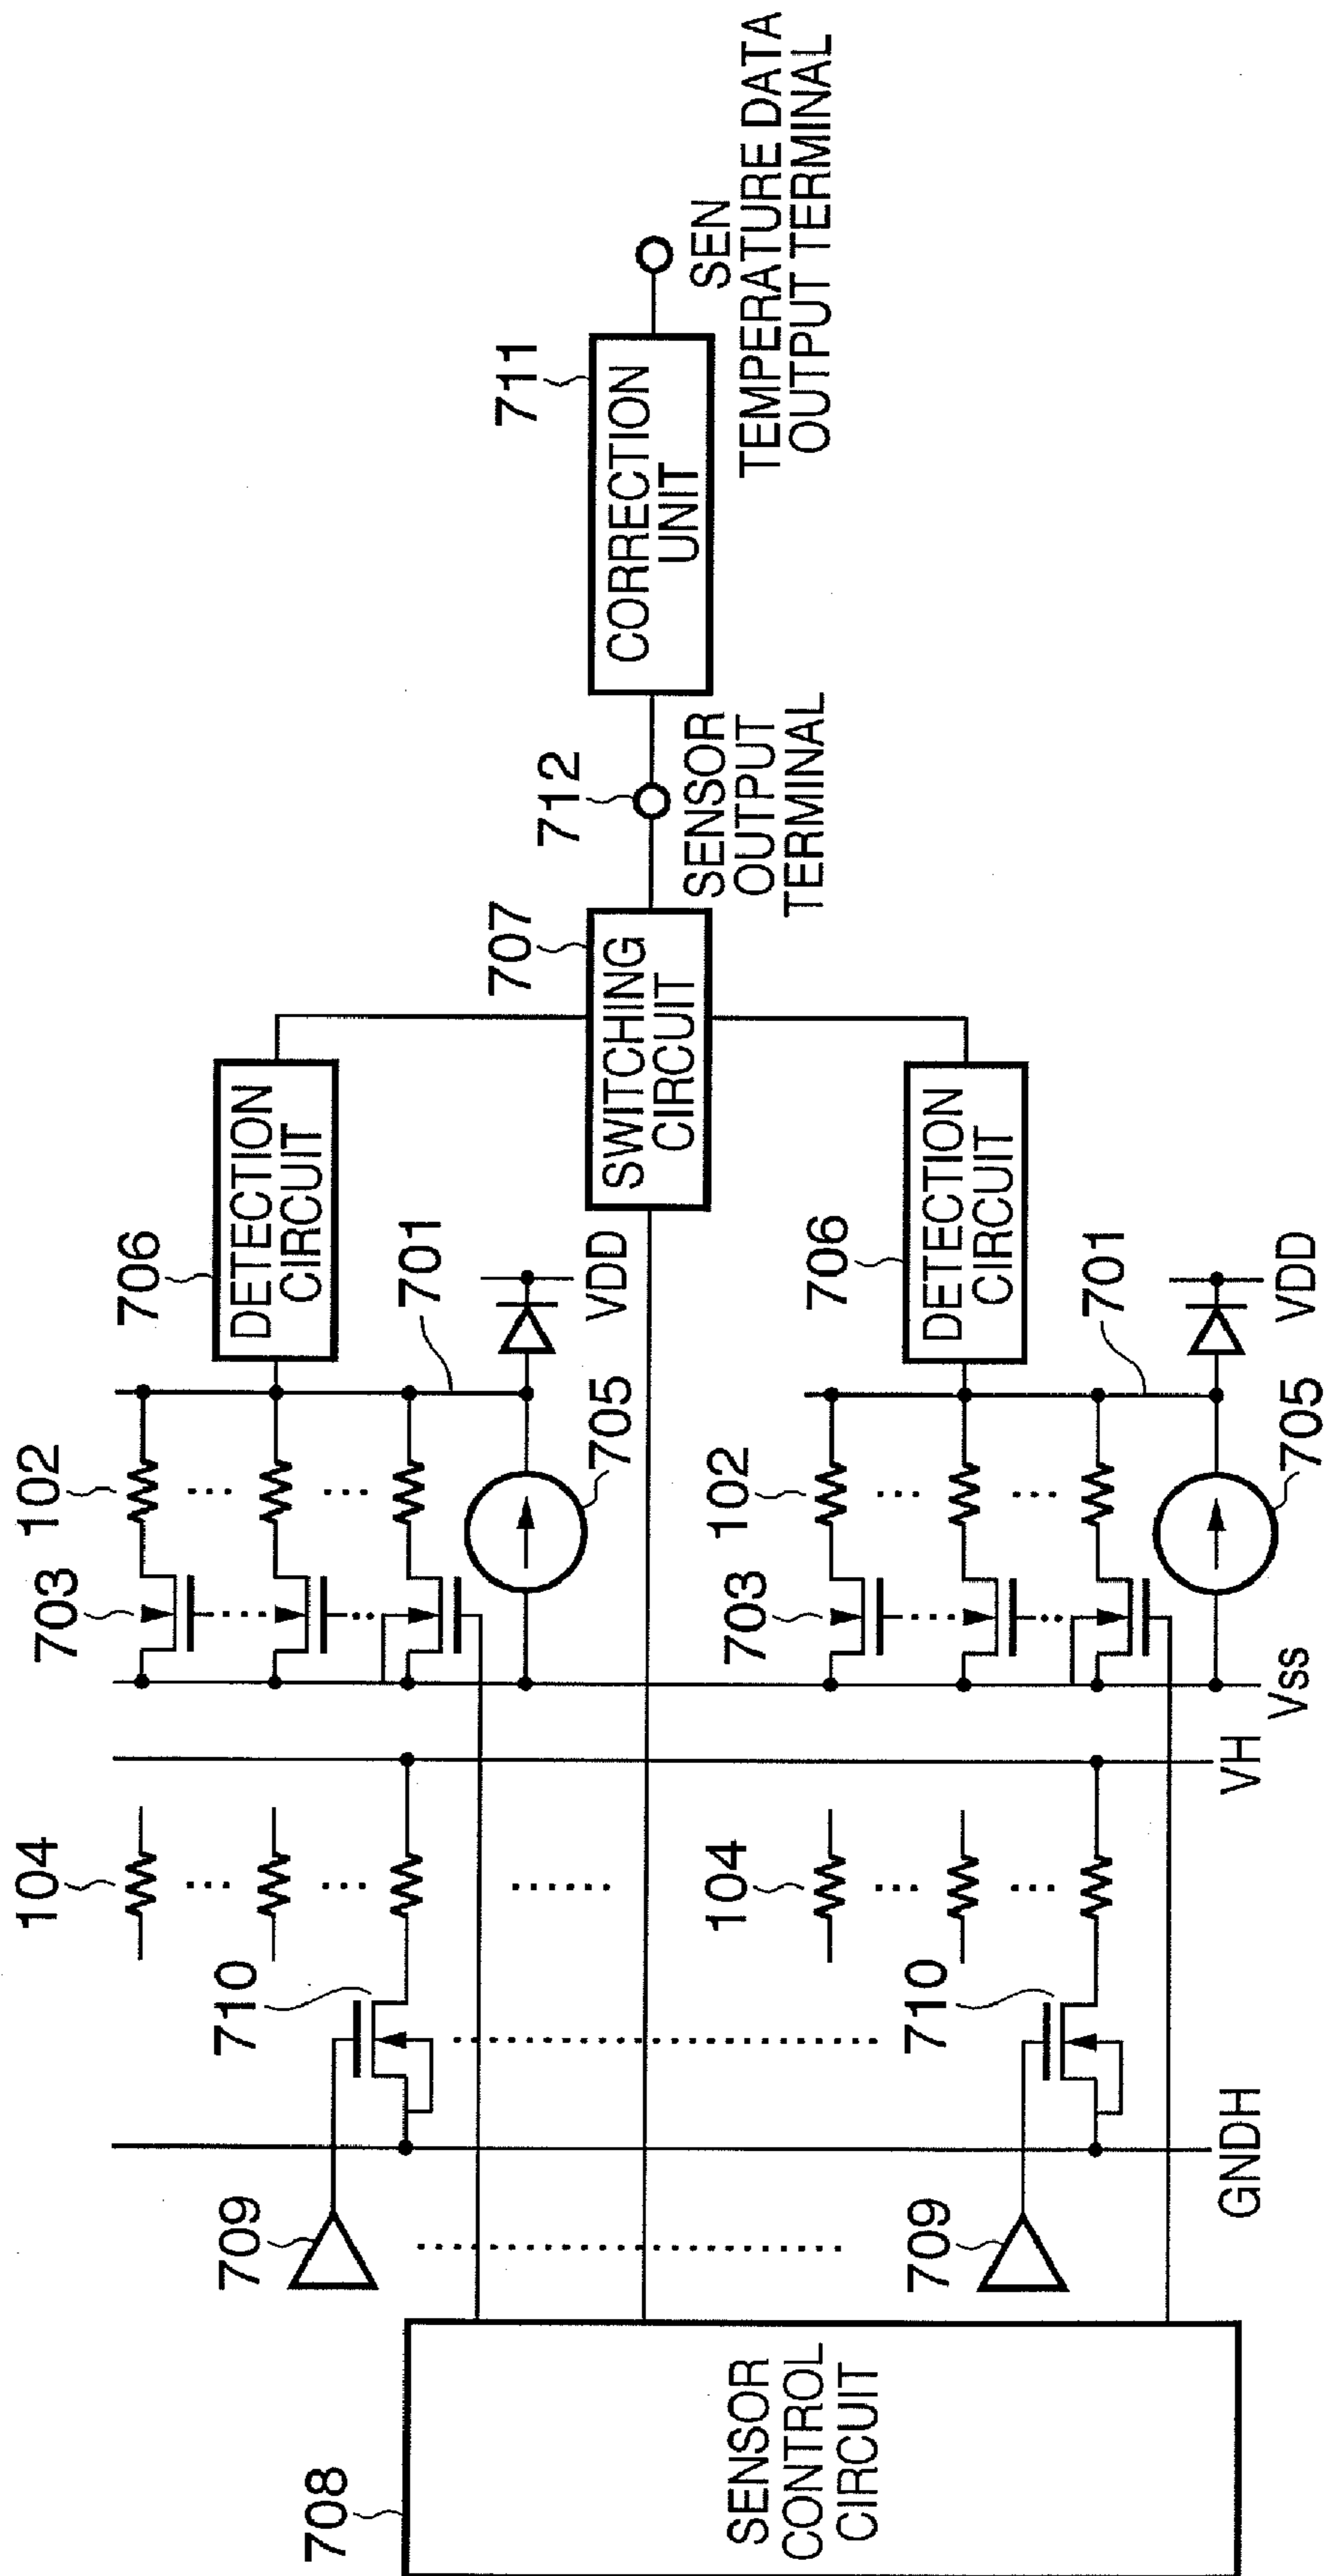 708
SENSOR
CONTROL
CIRCUIT
709
709
710
710
GNDH
104
104
VH
Vss
703
102
703
102
705
705
701
701
VDD
VDD
706
DETECTION
CIRCUIT
706
DETECTION
CIRCUIT
707
SWITCHING
CIRCUIT
712
SENSOR
OUTPUT
TERMINAL
711
CORRECTION
UNIT
SEN
TEMPERATURE DATA
OUTPUT TERMINAL